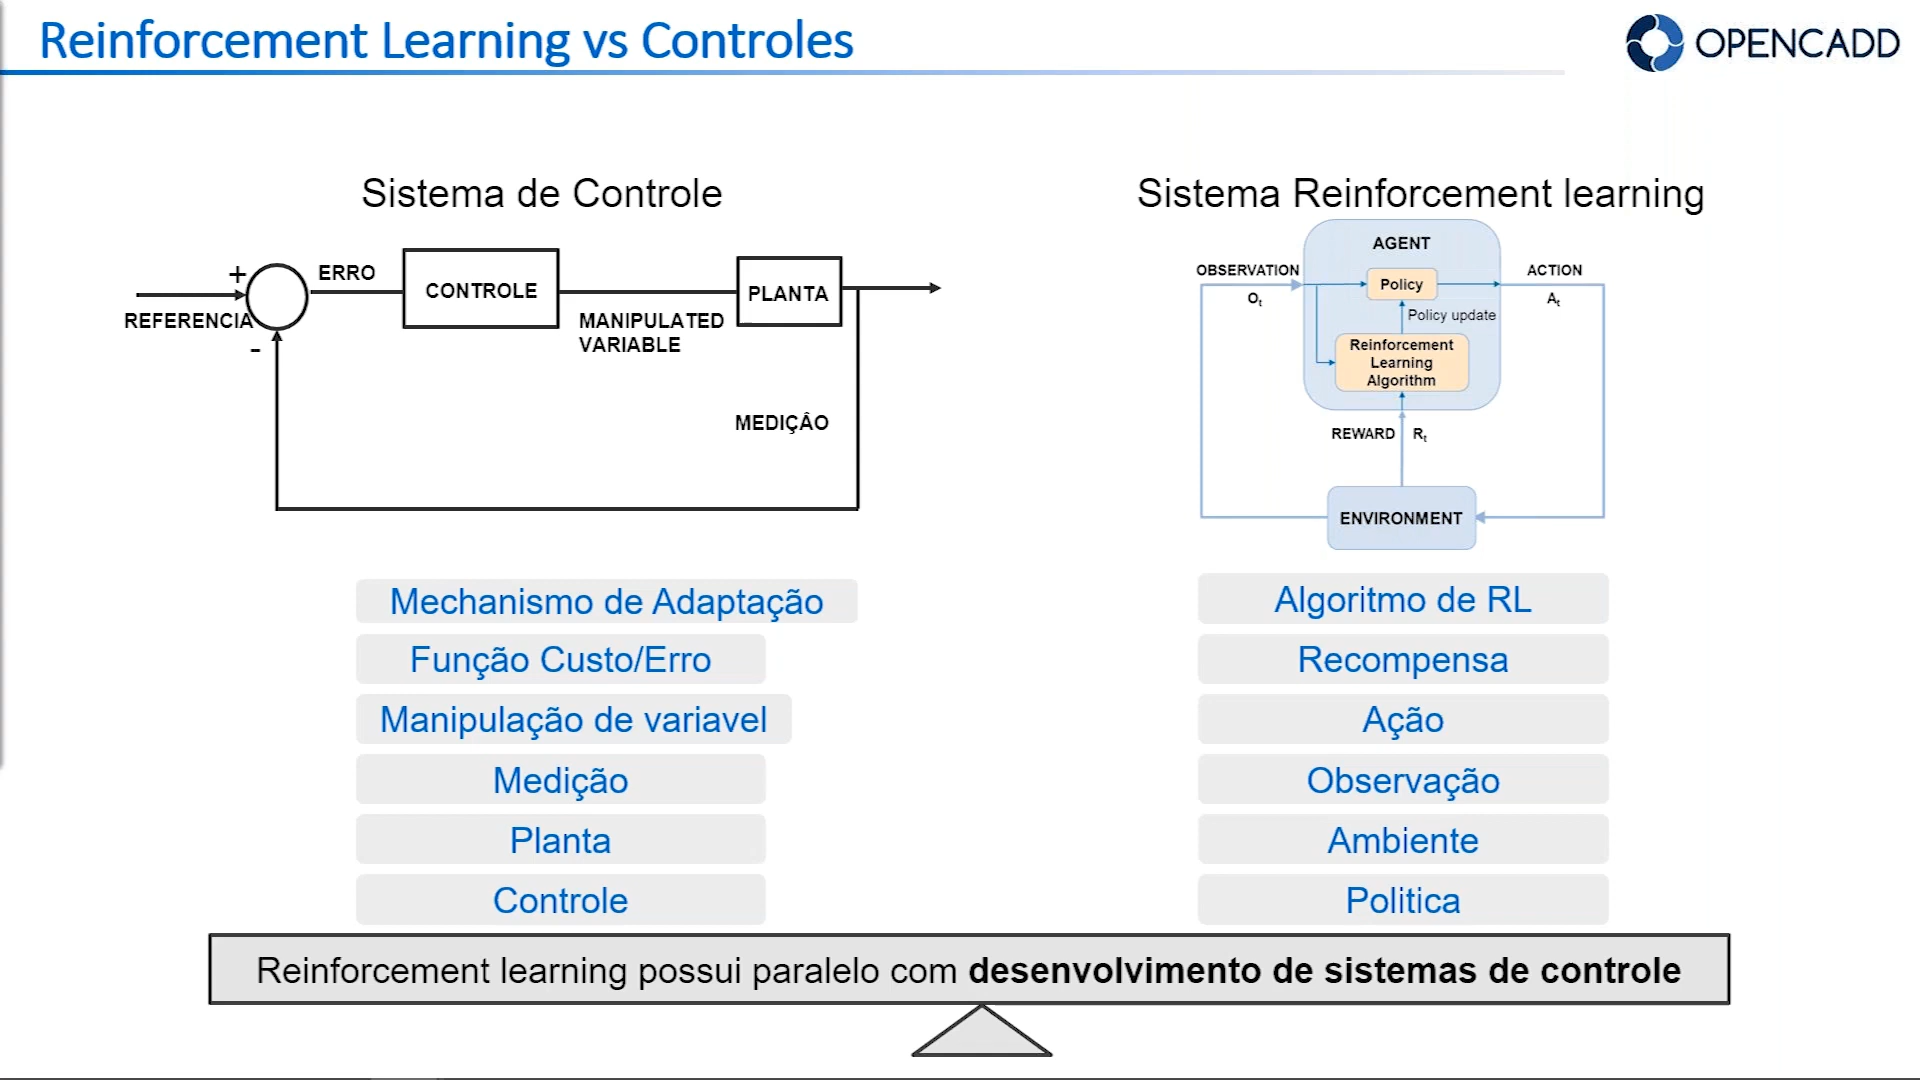 Reinforcement Learning vs Controles
OPENCADD
Sistema de Controle
+
ERRO
CONTROLE
PLANTA
REFERENCIA
-
MANIPULATED
VARIABLE
MEDIÇÂO
Sistema Reinforcement learning
AGENT
OBSERVATION
Ot
Policy
ACTION
At
Policy update
Reinforcement
Learning
Algorithm
REWARD
Rt
ENVIRONMENT
Mechanismo de Adaptação
Função Custo/Erro
Manipulação de variavel
Medição
Planta
Controle
Algoritmo de RL
Recompensa
Ação
Observação
Ambiente
Politica
Reinforcement learning possui paralelo com desenvolvimento de sistemas de controle